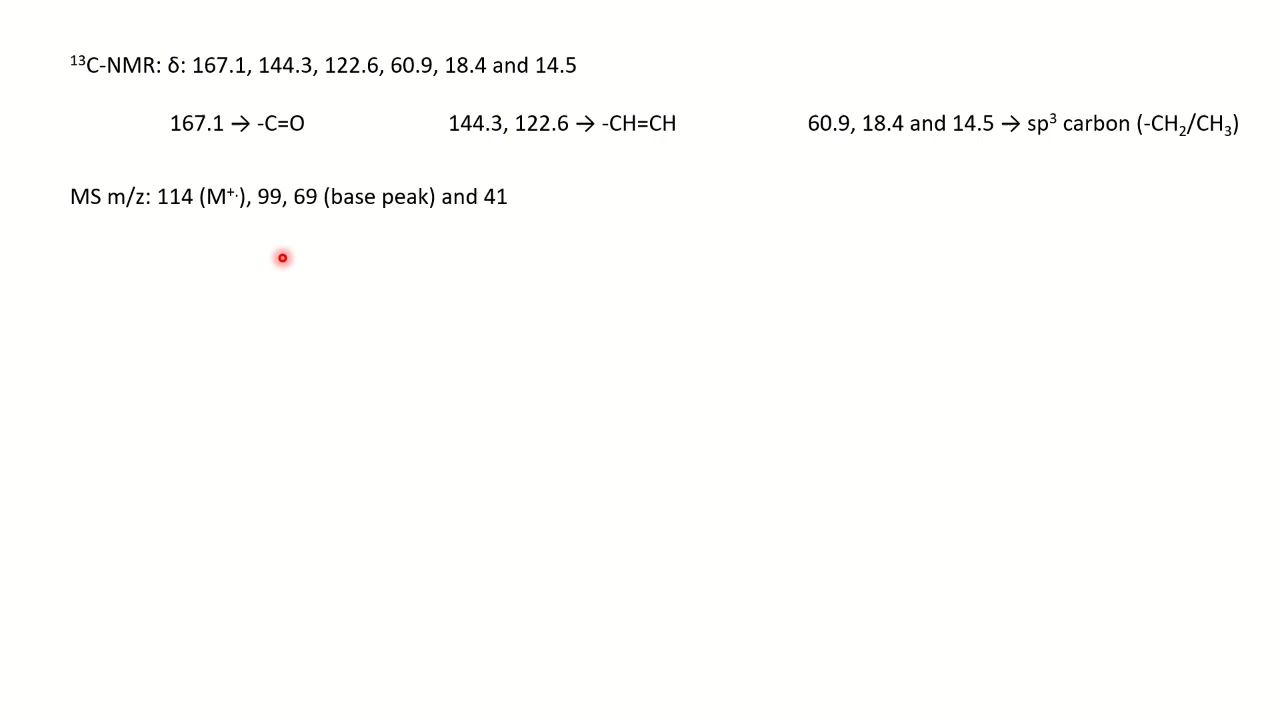 ¹³C-NMR: δ: 167.1, 144.3, 122.6, 60.9, 18.4 and 14.5
167.1 → -C=O 144.3, 122.6 → -CH=CH 60.9, 18.4 and 14.5 → sp³ carbon (-CH₂/CH₃)
MS m/z: 114 (M⁺·), 99, 69 (base peak) and 41